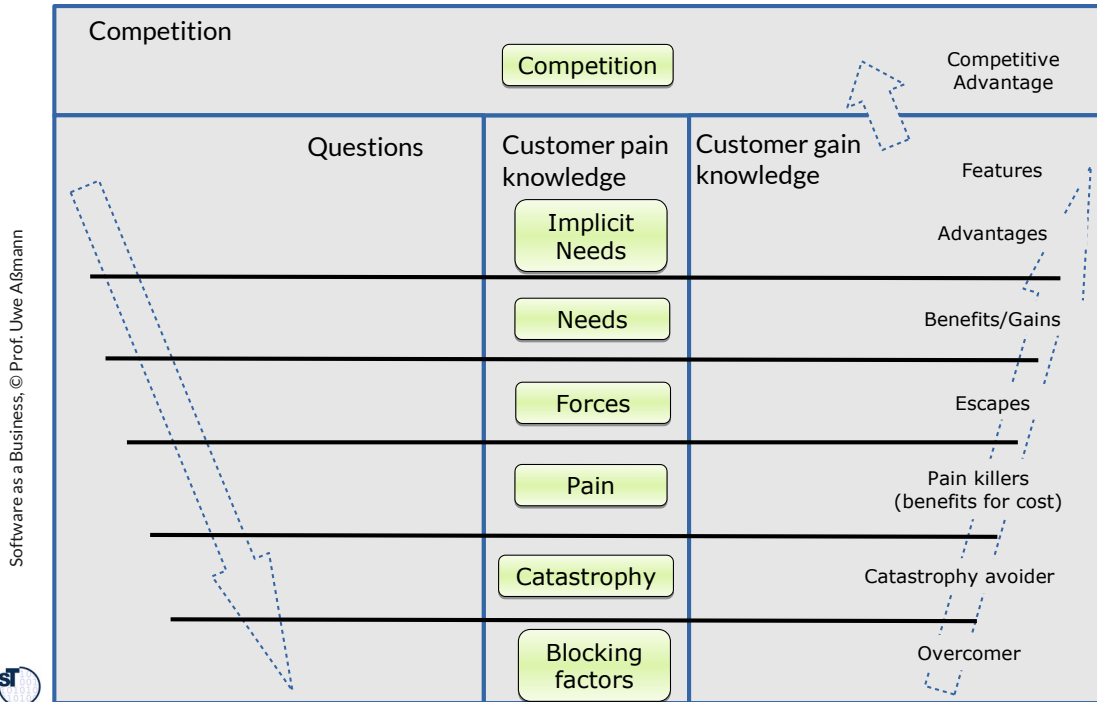 Competition
Competition
Competitive
Advantage
Questions
Customer pain
knowledge
Customer gain
knowledge
Features
Implicit
Needs
Advantages
Needs
Benefits/Gains
Forces
Escapes
Pain
Pain killers
(benefits for cost)
Catastrophy
Catastrophy avoider
Blocking
factors
Overcomer
Software as a Business, © Prof. Uwe Aßmann
ST